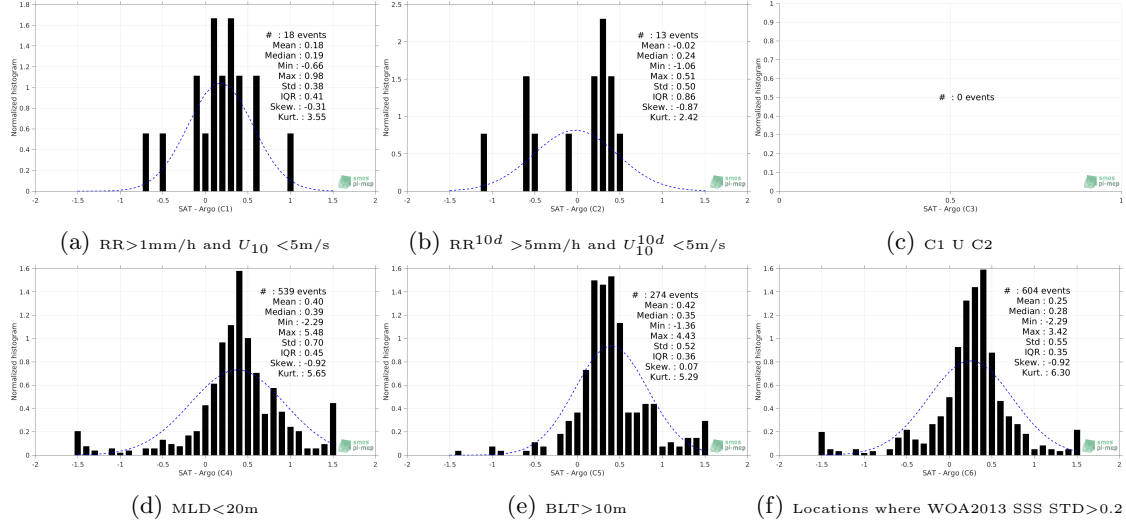 Normalized histogram
1.8
1.6
1.4
1.2
1
0.8
0.6
0.4
0.2
0
-2
-1.5
-1
-0.5
0
0.5
1
1.5
2
# : 18 events
Mean : 0.18
Median : 0.19
Min : -0.66
Max : 0.98
Std : 0.38
IQR : 0.41
Skew. : -0.31
Kurt. : 3.55
smos
pi-mep
SAT - Argo (C1)
(a) RR>1mm/h and U10 <5m/s
Normalized histogram
2.5
2
1.5
1
0.5
0
-2
-1.5
-1
-0.5
0
0.5
1
1.5
2
# : 13 events
Mean : -0.02
Median : 0.24
Min : -1.06
Max : 0.51
Std : 0.50
IQR : 0.86
Skew. : -0.87
Kurt. : 2.42
smos
pi-mep
SAT - Argo (C2)
(b) RR10d >5mm/h and U10 10d <5m/s
Normalized histogram
1
0.9
0.8
0.7
0.6
0.5
0.4
0.3
0.2
0.1
0
0
0.5
1
# : 0 events
smos
pi-mep
SAT - Argo (C3)
(c) C1 U C2
Normalized histogram
1.6
1.4
1.2
1
0.8
0.6
0.4
0.2
0
-2
-1.5
-1
-0.5
0
0.5
1
1.5
2
# : 539 events
Mean : 0.40
Median : 0.39
Min : -2.29
Max : 5.48
Std : 0.70
IQR : 0.45
Skew. : -0.92
Kurt. : 5.65
smos
pi-mep
SAT - Argo (C4)
(d) MLD<20m
Normalized histogram
1.6
1.4
1.2
1
0.8
0.6
0.4
0.2
0
-2
-1.5
-1
-0.5
0
0.5
1
1.5
2
# : 274 events
Mean : 0.42
Median : 0.35
Min : -1.36
Max : 4.43
Std : 0.52
IQR : 0.36
Skew. : 0.07
Kurt. : 5.29
smos
pi-mep
SAT - Argo (C5)
(e) BLT>10m
Normalized histogram
1.6
1.4
1.2
1
0.8
0.6
0.4
0.2
0
-2
-1.5
-1
-0.5
0
0.5
1
1.5
2
# : 604 events
Mean : 0.25
Median : 0.28
Min : -2.29
Max : 3.42
Std : 0.55
IQR : 0.35
Skew. : -0.92
Kurt. : 6.30
smos
pi-mep
SAT - Argo (C6)
(f) Locations where WOA2013 SSS STD>0.2